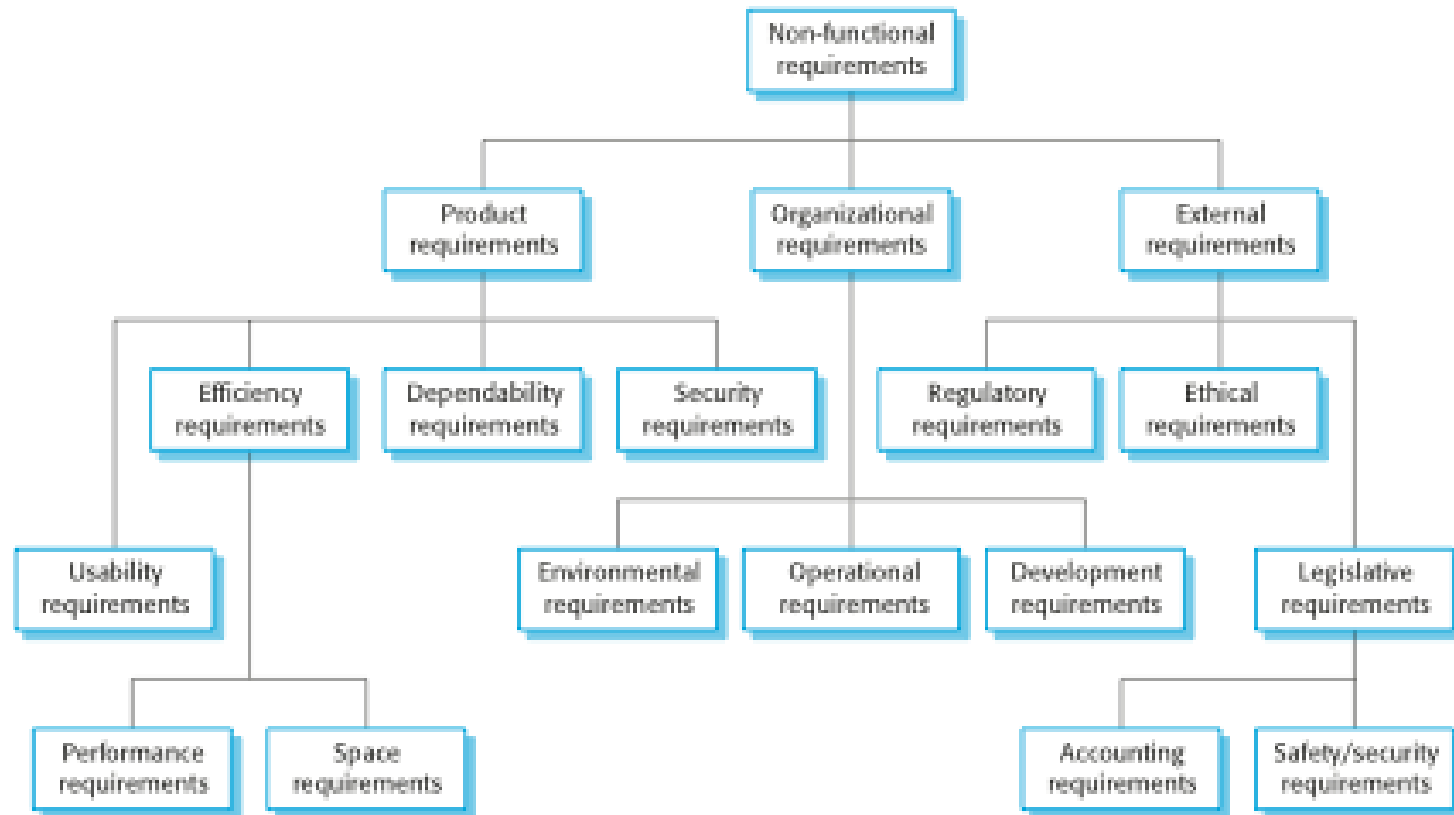 Non-functional
requirements
Product
requirements
Organizational
requirements
External
requirements
Efficiency
requirements
Dependability
requirements
Security
requirements
Regulatory
requirements
Ethical
requirements
Usability
requirements
Environmental
requirements
Operational
requirements
Development
requirements
Legislative
requirements
Performance
requirements
Space
requirements
Accounting
requirements
Safety/security
requirements